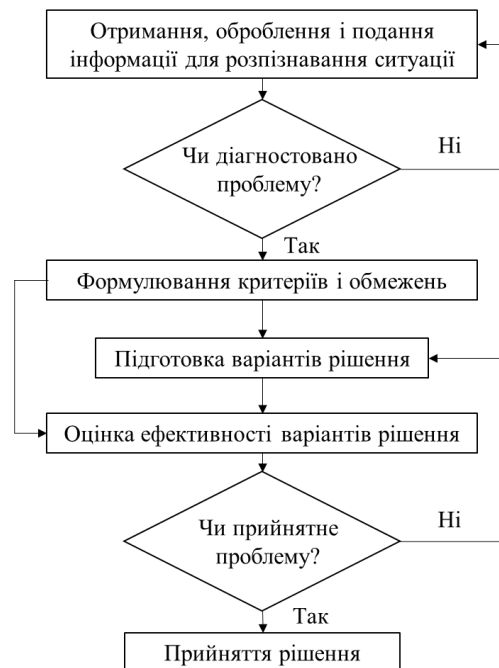 Отримання, оброблення і подання
інформації для розпізнавання ситуації
Чи діагностовано
проблему?
Ні
Так
Формулювання критеріїв і обмежень
Підготовка варіантів рішення
Оцінка ефективності варіантів рішення
Чи прийнятне
проблему?
Ні
Так
Прийняття рішення